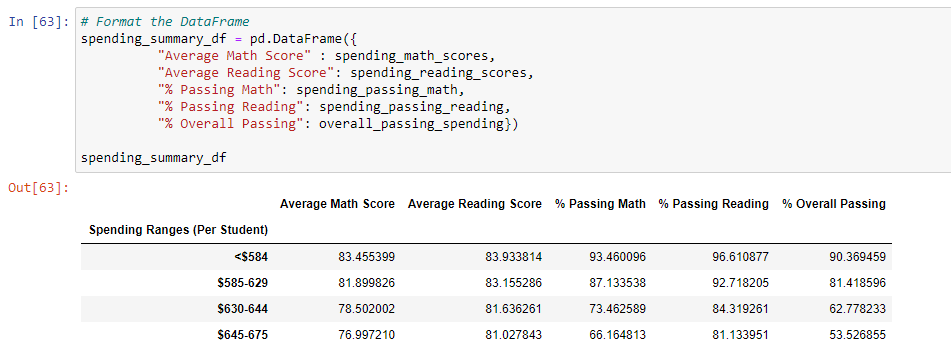 In [63]: # Format the DataFrame
spending_summary_df = pd.DataFrame({
"Average Math Score" : spending_math_scores,
"Average Reading Score": spending_reading_scores,
"% Passing Math": spending_passing_math,
"% Passing Reading": spending_passing_reading,
"% Overall Passing": overall_passing_spending})
spending_summary_df
Out[63]:
Average Math Score Average Reading Score % Passing Math % Passing Reading % Overall Passing
Spending Ranges (Per Student)
<$584 83.455399 83.933814 93.460096 96.610877 90.369459
$585-629 81.899826 83.155286 87.133538 92.718205 81.418596
$630-644 78.502002 81.636261 73.462589 84.319261 62.778233
$645-675 76.997210 81.027843 66.164813 81.133951 53.526855